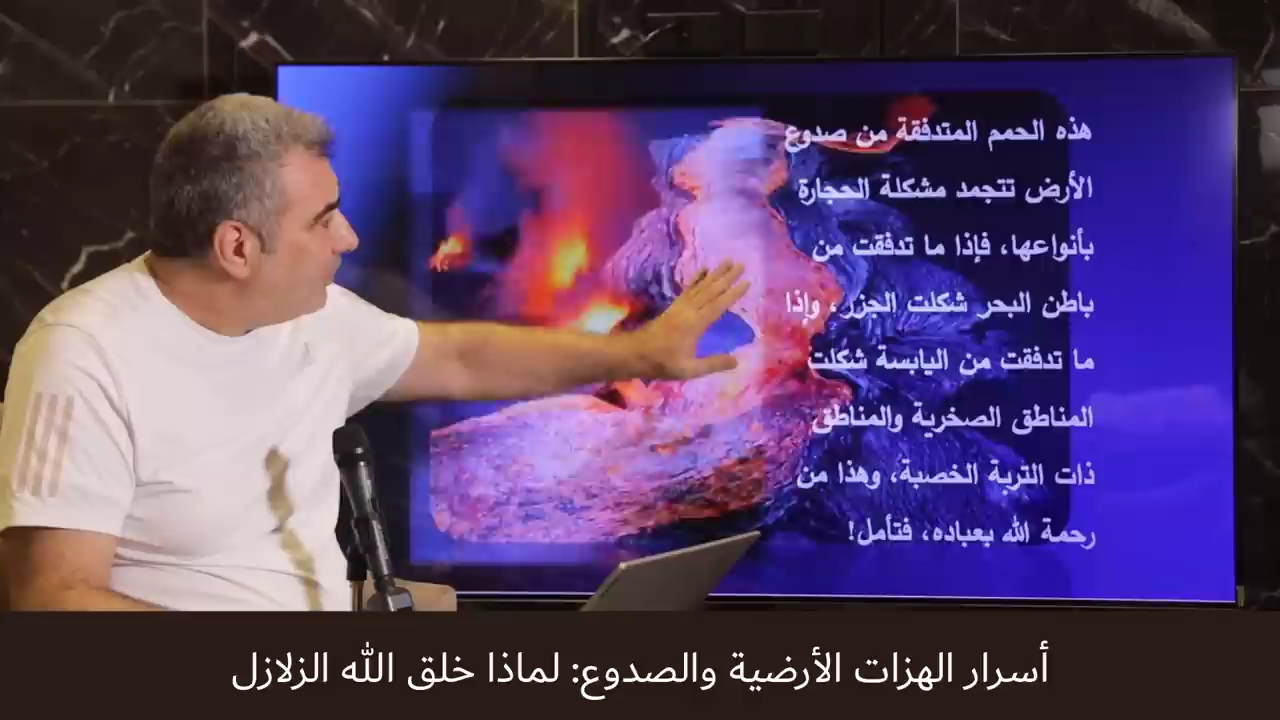 هذه الحمم المتدفقة من صدوع
الأرض تتجمد مشكلة الحجارة
بأنواعها، فإذا ما تدفقت من
باطن البحر شكلت الجزر، وإذا
ما تدفقت من اليابسة شكلت
المناطق الصخرية والمناطق
ذات التربة الخصبة، وهذا من
رحمة الله بعباده، فتأمل!
أسرار الهزات الأرضية والصدوع: لماذا خلق الله الزلازل